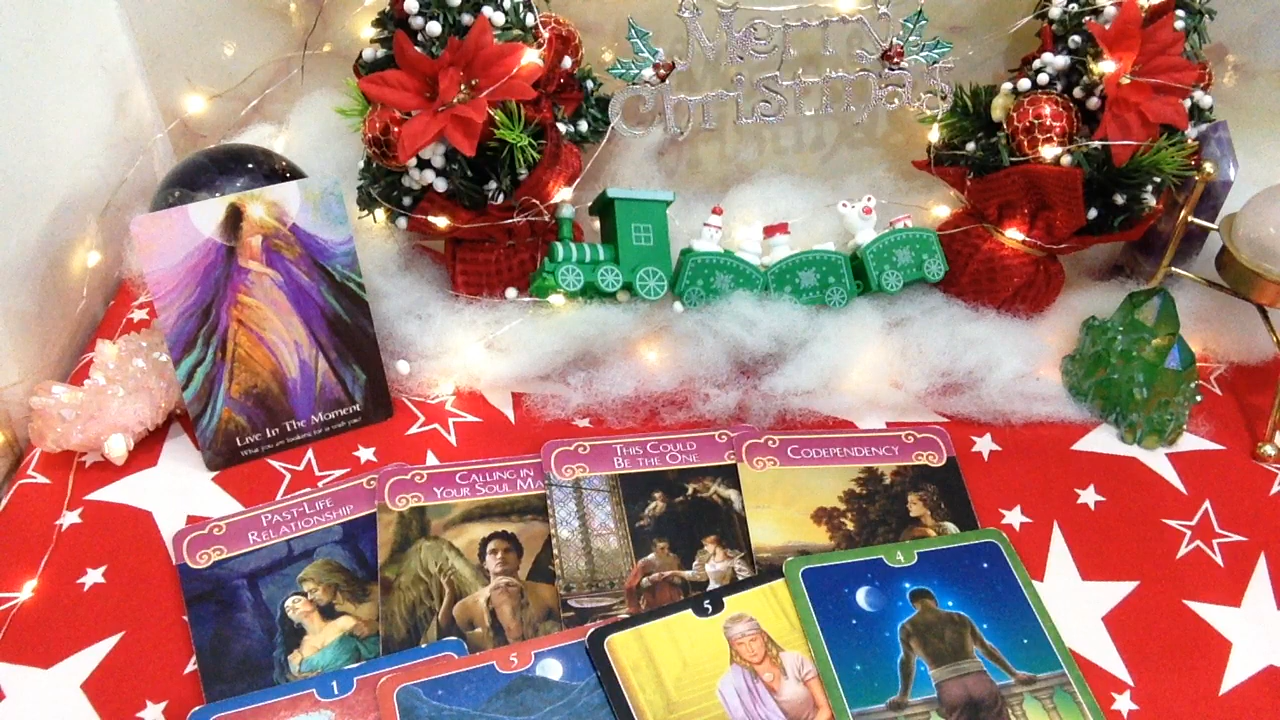 Merry
Christmas
Live In The Moment
What you are looking for is with you!
Past-Life
Relationship
Calling in
Your Soul Ma
This Could
Be the One
Codependency
1
5
5
4